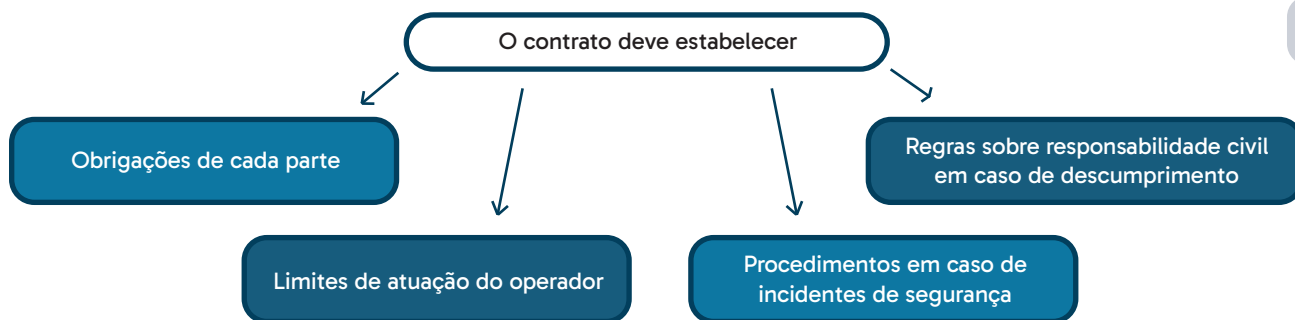 O contrato deve estabelecer
Obrigações de cada parte
Regras sobre responsabilidade civil
em caso de descumprimento
Limites de atuação do operador
Procedimentos em caso de
incidentes de segurança